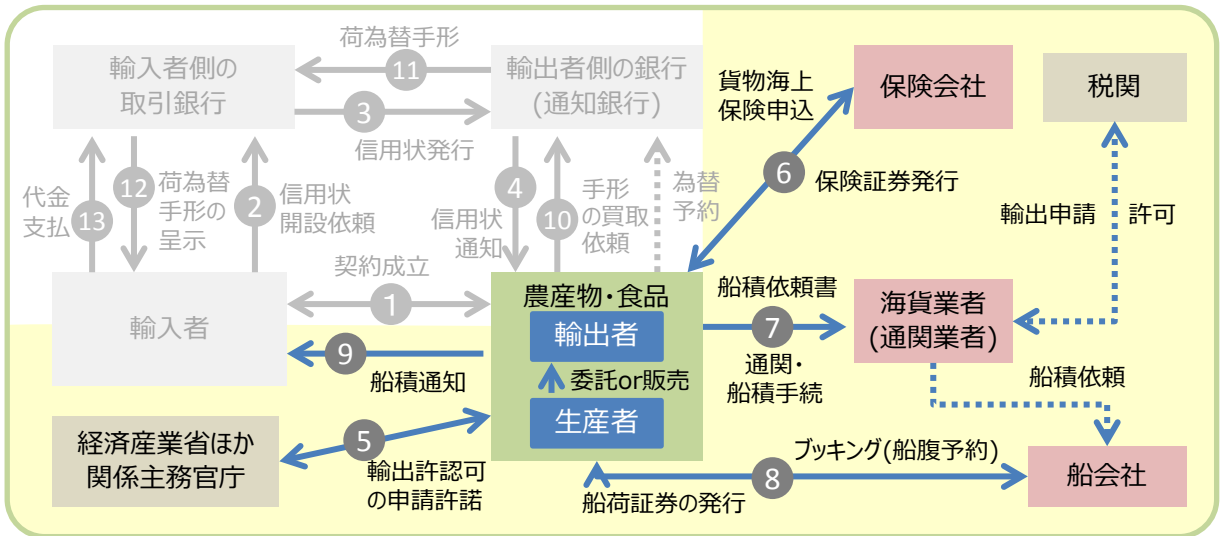 荷為替手形
輸入者側の
取引銀行
11
輸出者側の銀行
(通知銀行)
3
信用状発行
代金
支払
13
12
荷為替
手形の
呈示
2
信用状
開設依頼
4
信用状
通知
10
手形
の買取
依頼
為替
予約
貨物海上
保険申込
保険会社
税関
6
保険証券発行
輸出申請
許可
契約成立
1
輸入者
農産物・食品
輸出者
委託or販売
生産者
船積依頼書
7
通関・
船積手続
海貨業者
(通関業者)
船積依頼
9
船積通知
経済産業省ほか
関係主務官庁
5
輸出許認可
の申請許諾
ブッキング(船腹予約)
8
船荷証券の発行
船会社